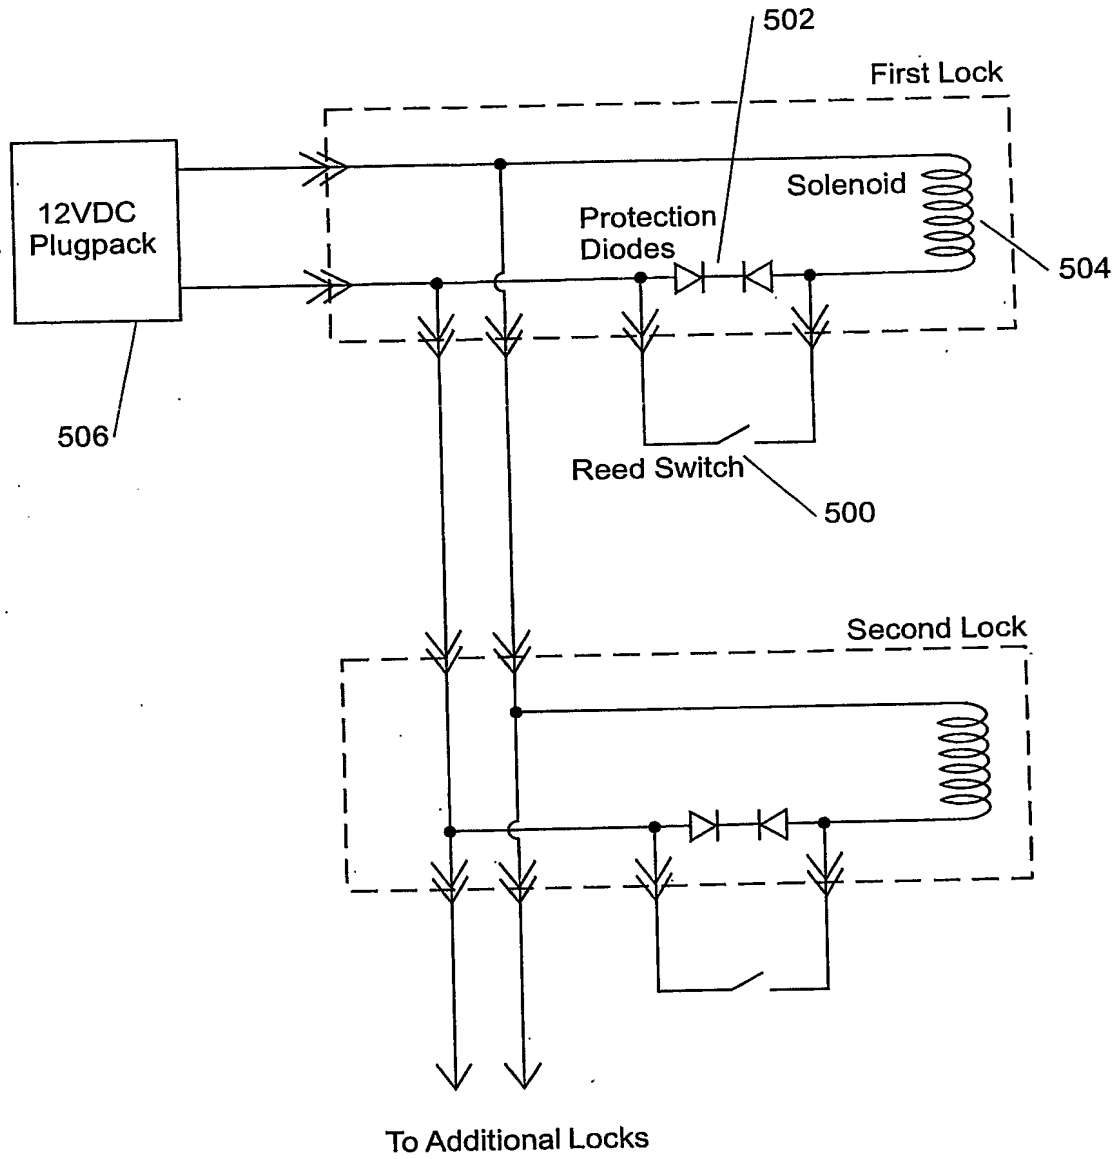 502
First Lock
12VDC
Plugpack
Solenoid
Protection
Diodes
504
506
Reed Switch
500
Second Lock
To Additional Locks